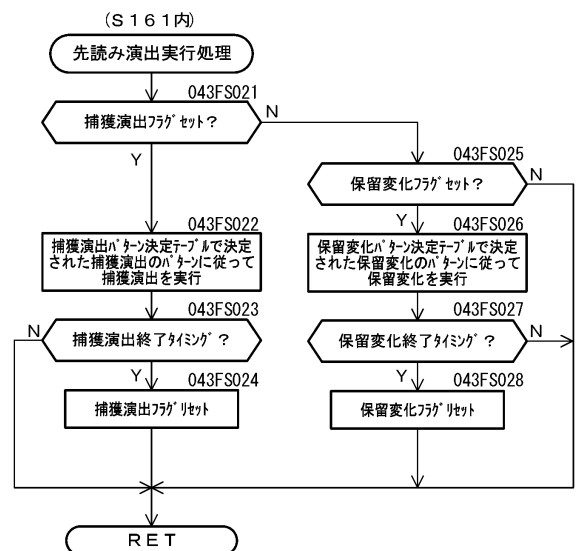 (S161内)
先読み演出実行処理
043FS021
捕獲演出フラグセット?
N
Y
043FS025
保留変化フラグセット?
N
Y
043FS022
捕獲演出パターン決定テーブルで決定
された捕獲演出のパターンに従って
捕獲演出を実行
043FS026
保留変化パターン決定テーブルで決定
された保留変化のパターンに従って
保留変化を実行
043FS023
N
捕獲演出終了タイミング?
Y
043FS027
保留変化終了タイミング?
N
Y
043FS024
捕獲演出フラグリセット
043FS028
保留変化フラグリセット
RET